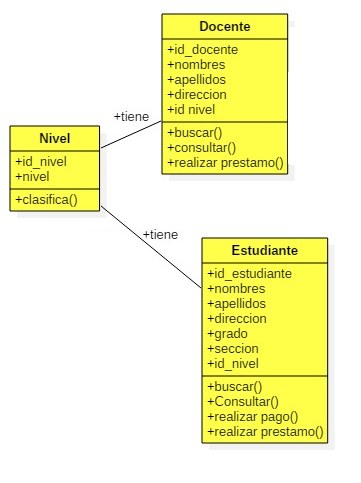 Docente
+id_docente
+nombres
+apellidos
+direccion
+id nivel
+buscar()
+consultar()
+realizar prestamo()
+tiene
Nivel
+id_nivel
+nivel
+clasifica()
+tiene
Estudiante
+id_estudiante
+nombres
+apellidos
+direccion
+grado
+seccion
+id_nivel
+buscar()
+Consultar()
+realizar pago()
+realizar prestamo()